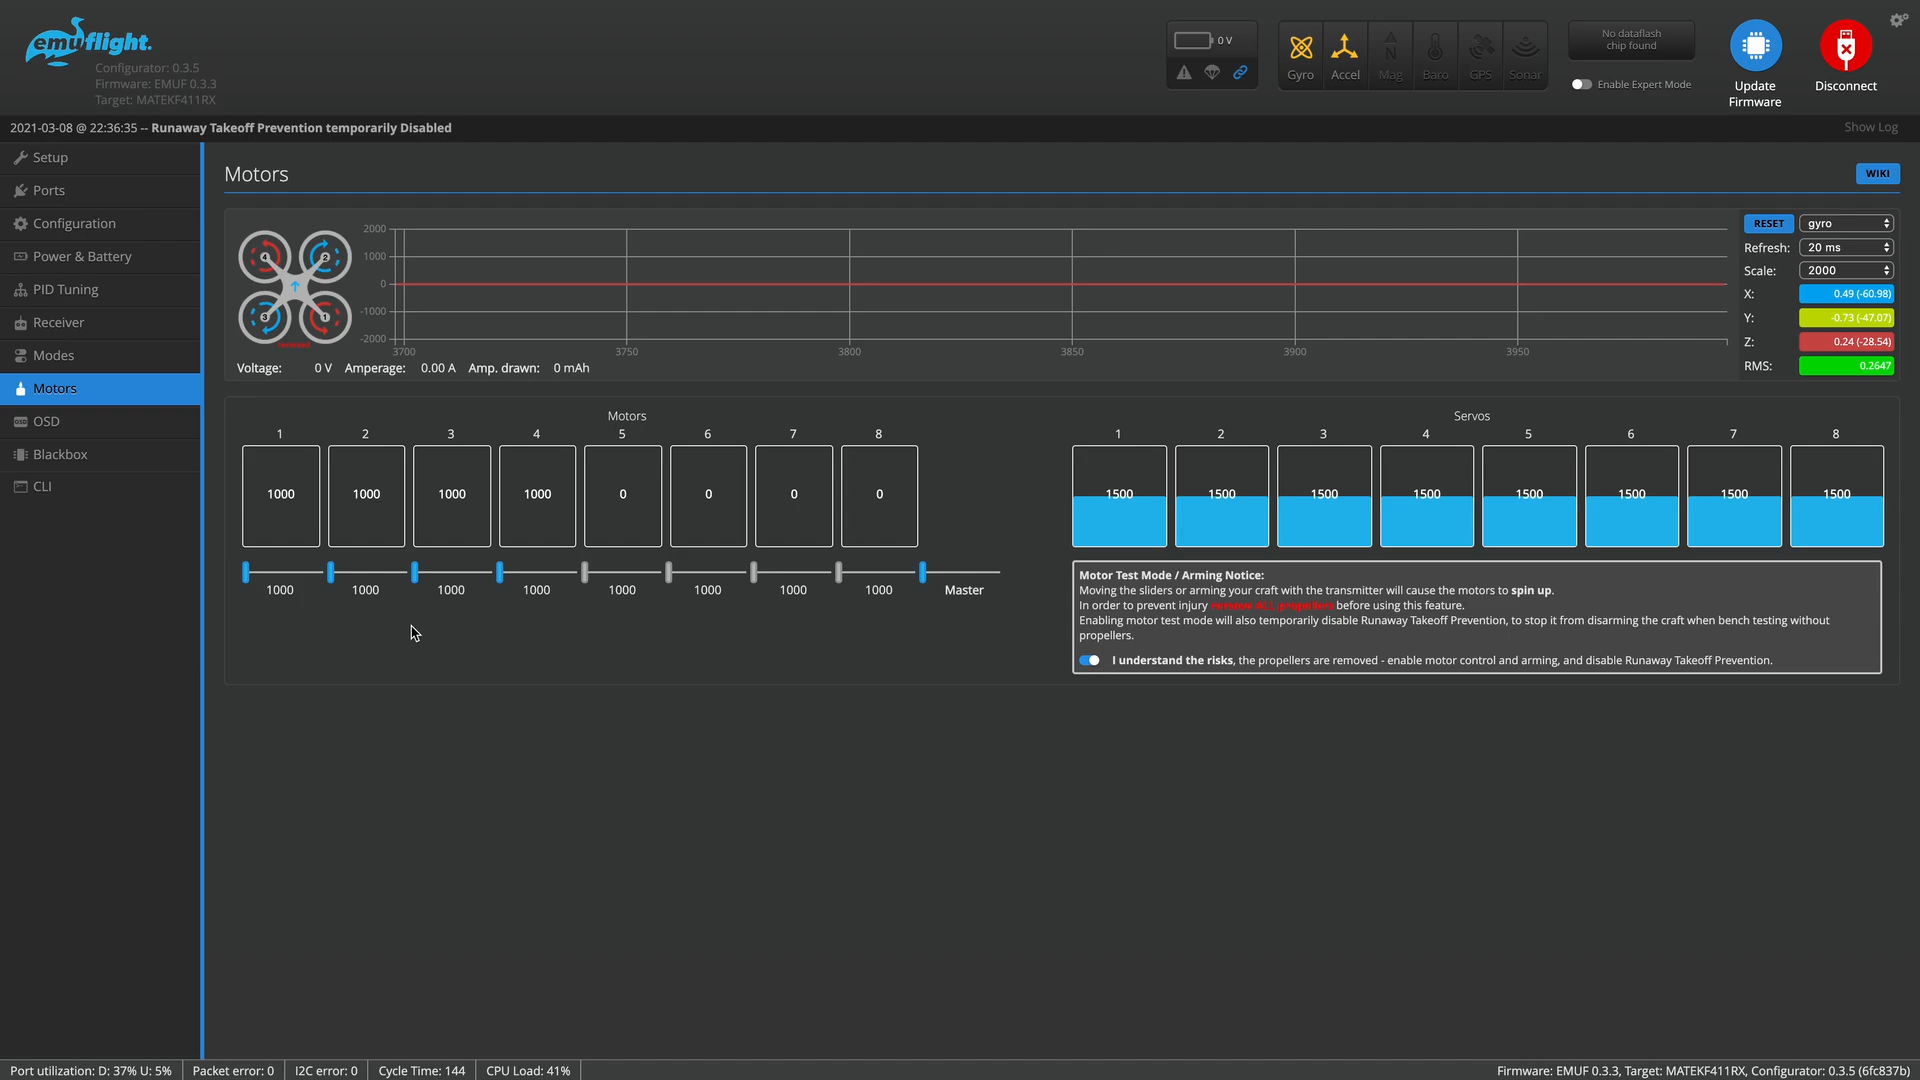 emuflight.
Configurator: 0.3.5
Firmware: EMUF 0.3.3
Target: MATEKF411RX
0 V
Gyro Accel Mag Baro GPS Sonar
No dataflash
chip found
Enable Expert Mode
Update
Firmware
Disconnect
2021-03-08 @ 22:36:35 -- Runaway Takeoff Prevention temporarily Disabled
Show Log
Setup
Ports
Configuration
Power & Battery
PID Tuning
Receiver
Modes
Motors
OSD
Blackbox
CLI
Motors
WIKI
4 2
3 1
2000
1000
0
-1000
-2000
3700 3750 3800 3850 3900 3950
RESET gyro
Refresh: 20 ms
Scale: 2000
X: 0.49 (-60.98)
Y: -0.73 (-47.07)
Z: 0.24 (-28.54)
RMS: 0.2647
Voltage: 0 V Amperage: 0.00 A Amp. drawn: 0 mAh
Motors
1 2 3 4 5 6 7 8
1000 1000 1000 1000 0 0 0 0
1000 1000 1000 1000 1000 1000 1000 1000 Master
Servos
1 2 3 4 5 6 7 8
1500 1500 1500 1500 1500 1500 1500 1500
Motor Test Mode / Arming Notice:
Moving the sliders or arming your craft with the transmitter will cause the motors to spin up.
In order to prevent injury before using this feature.
Enabling motor test mode will also temporarily disable Runaway Takeoff Prevention, to stop it from disarming the craft when bench testing without
propellers.
I understand the risks, the propellers are removed - enable motor control and arming, and disable Runaway Takeoff Prevention.
Port utilization: D: 37% U: 5% Packet error: 0 I2C error: 0 Cycle Time: 144 CPU Load: 41%
Firmware: EMUF 0.3.3, Target: MATEKF411RX, Configurator: 0.3.5 (6fc837b)